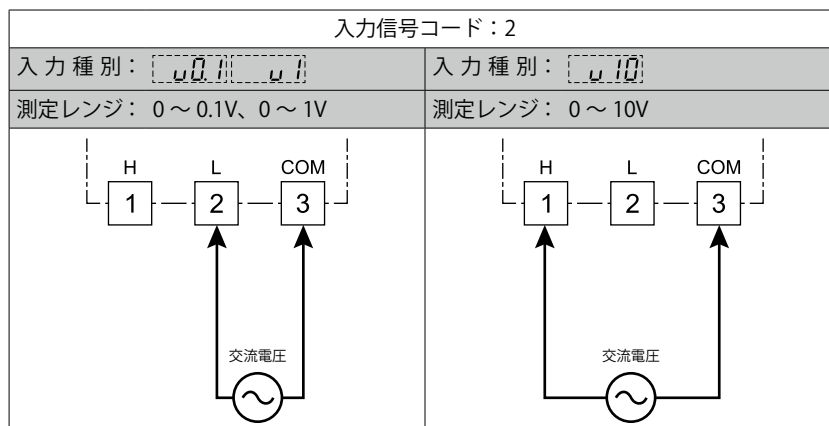 入力信号コード：2
入力種別： u0.1 u1
入力種別： u10
測定レンジ： 0 ～ 0.1V、0 ～ 1V
測定レンジ： 0 ～ 10V
H L COM
1 2 3
交流電圧
H L COM
1 2 3
交流電圧